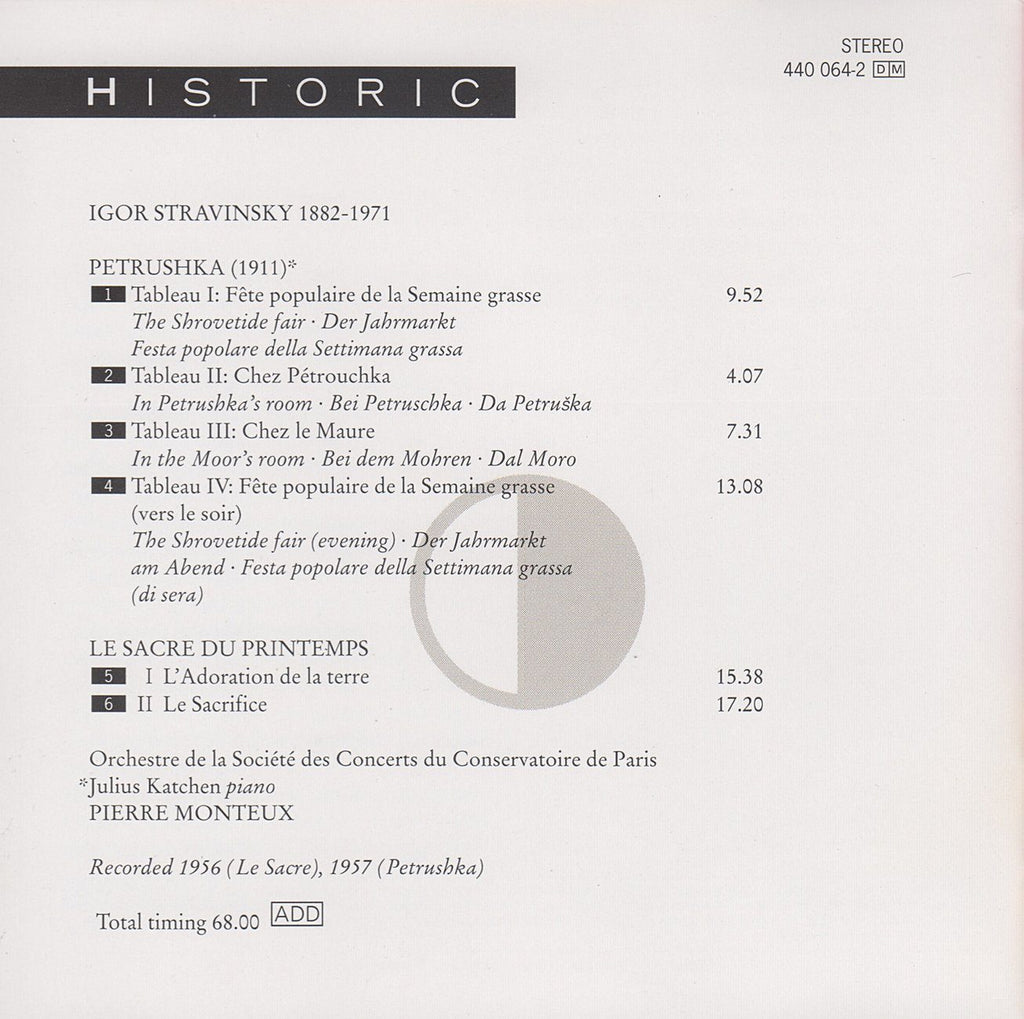 STEREO
440 064-2 DM
HISTORIC
IGOR STRAVINSKY 1882-1971
PETRUSHKA (1911)*
1 Tableau I: Fête populaire de la Semaine grasse 9.52
The Shrovetide fair · Der Jahrmarkt
Festa popolare della Settimana grassa
2 Tableau II: Chez Pétrouchka 4.07
In Petrushka's room · Bei Petruschka · Da Petruška
3 Tableau III: Chez le Maure 7.31
In the Moor's room · Bei dem Mohren · Dal Moro
4 Tableau IV: Fête populaire de la Semaine grasse 13.08
(vers le soir)
The Shrovetide fair (evening) · Der Jahrmarkt
am Abend · Festa popolare della Settimana grassa
(di sera)
LE SACRE DU PRINTEMPS
5 I L'Adoration de la terre 15.38
6 II Le Sacrifice 17.20
Orchestre de la Société des Concerts du Conservatoire de Paris
*Julius Katchen piano
PIERRE MONTEUX
Recorded 1956 (Le Sacre), 1957 (Petrushka)
Total timing 68.00 ADD